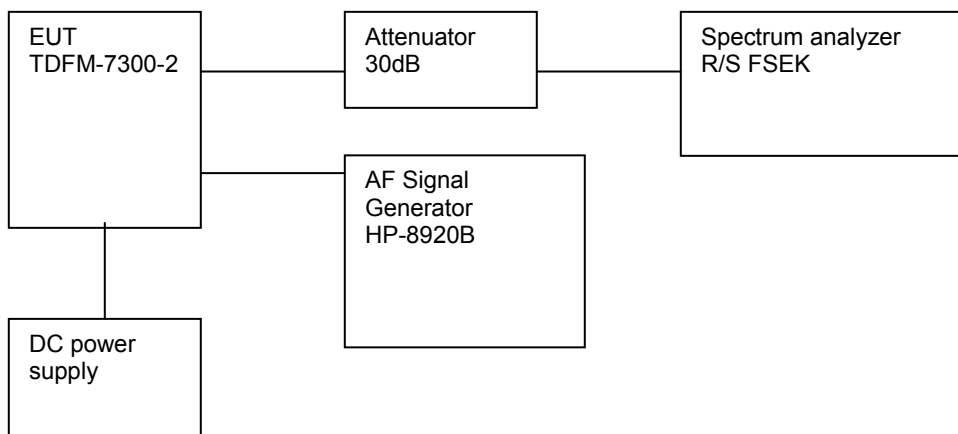 EUT
TDFM-7300-2
Attenuator
30dB
Spectrum analyzer
R/S FSEK
AF Signal
Generator
HP-8920B
DC power
supply